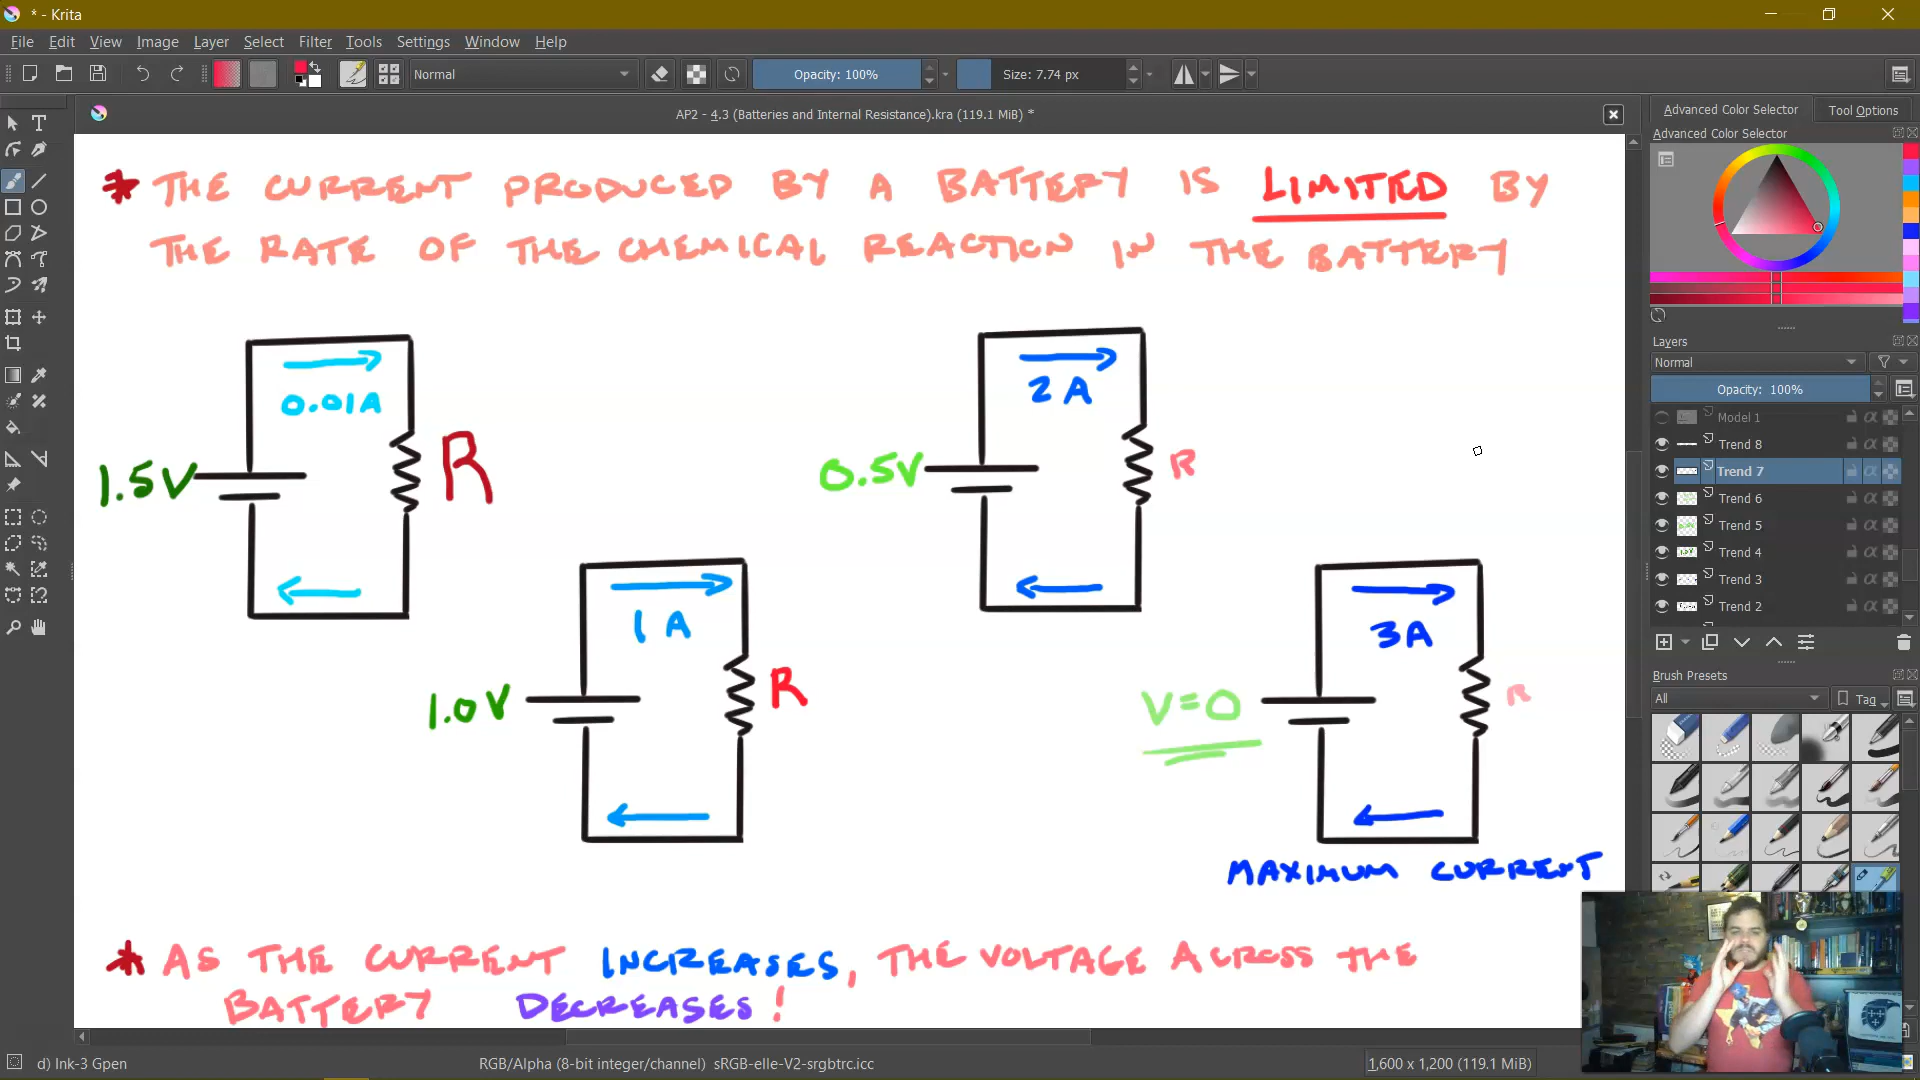 * - Krita
File Edit View Image Layer Select Filter Tools Settings Window Help
Normal
Opacity: 100%
Size: 7.74 px
AP2 - 4.3 (Batteries and Internal Resistance).kra (119.1 MiB) *
Advanced Color Selector
Tool Options
Advanced Color Selector
* THE CURRENT PRODUCED BY A BATTERY IS LIMITED BY
THE RATE OF THE CHEMICAL REACTION IN THE BATTERY
0.01A
1.5V
R
1 A
1.0V
R
2 A
0.5V
R
3A
V=0
R
MAXIMUM CURRENT
* AS THE CURRENT INCREASES, THE VOLTAGE ACROSS THE
BATTERY DECREASES!
Layers
Normal
Opacity: 100%
Model 1
Trend 8
Trend 7
Trend 6
Trend 5
Trend 4
Trend 3
Trend 2
Brush Presets
All
Tag
d) Ink-3 Gpen
RGB/Alpha (8-bit integer/channel) sRGB-elle-V2-srgbtrc.icc
1,600 x 1,200 (119.1 MiB)